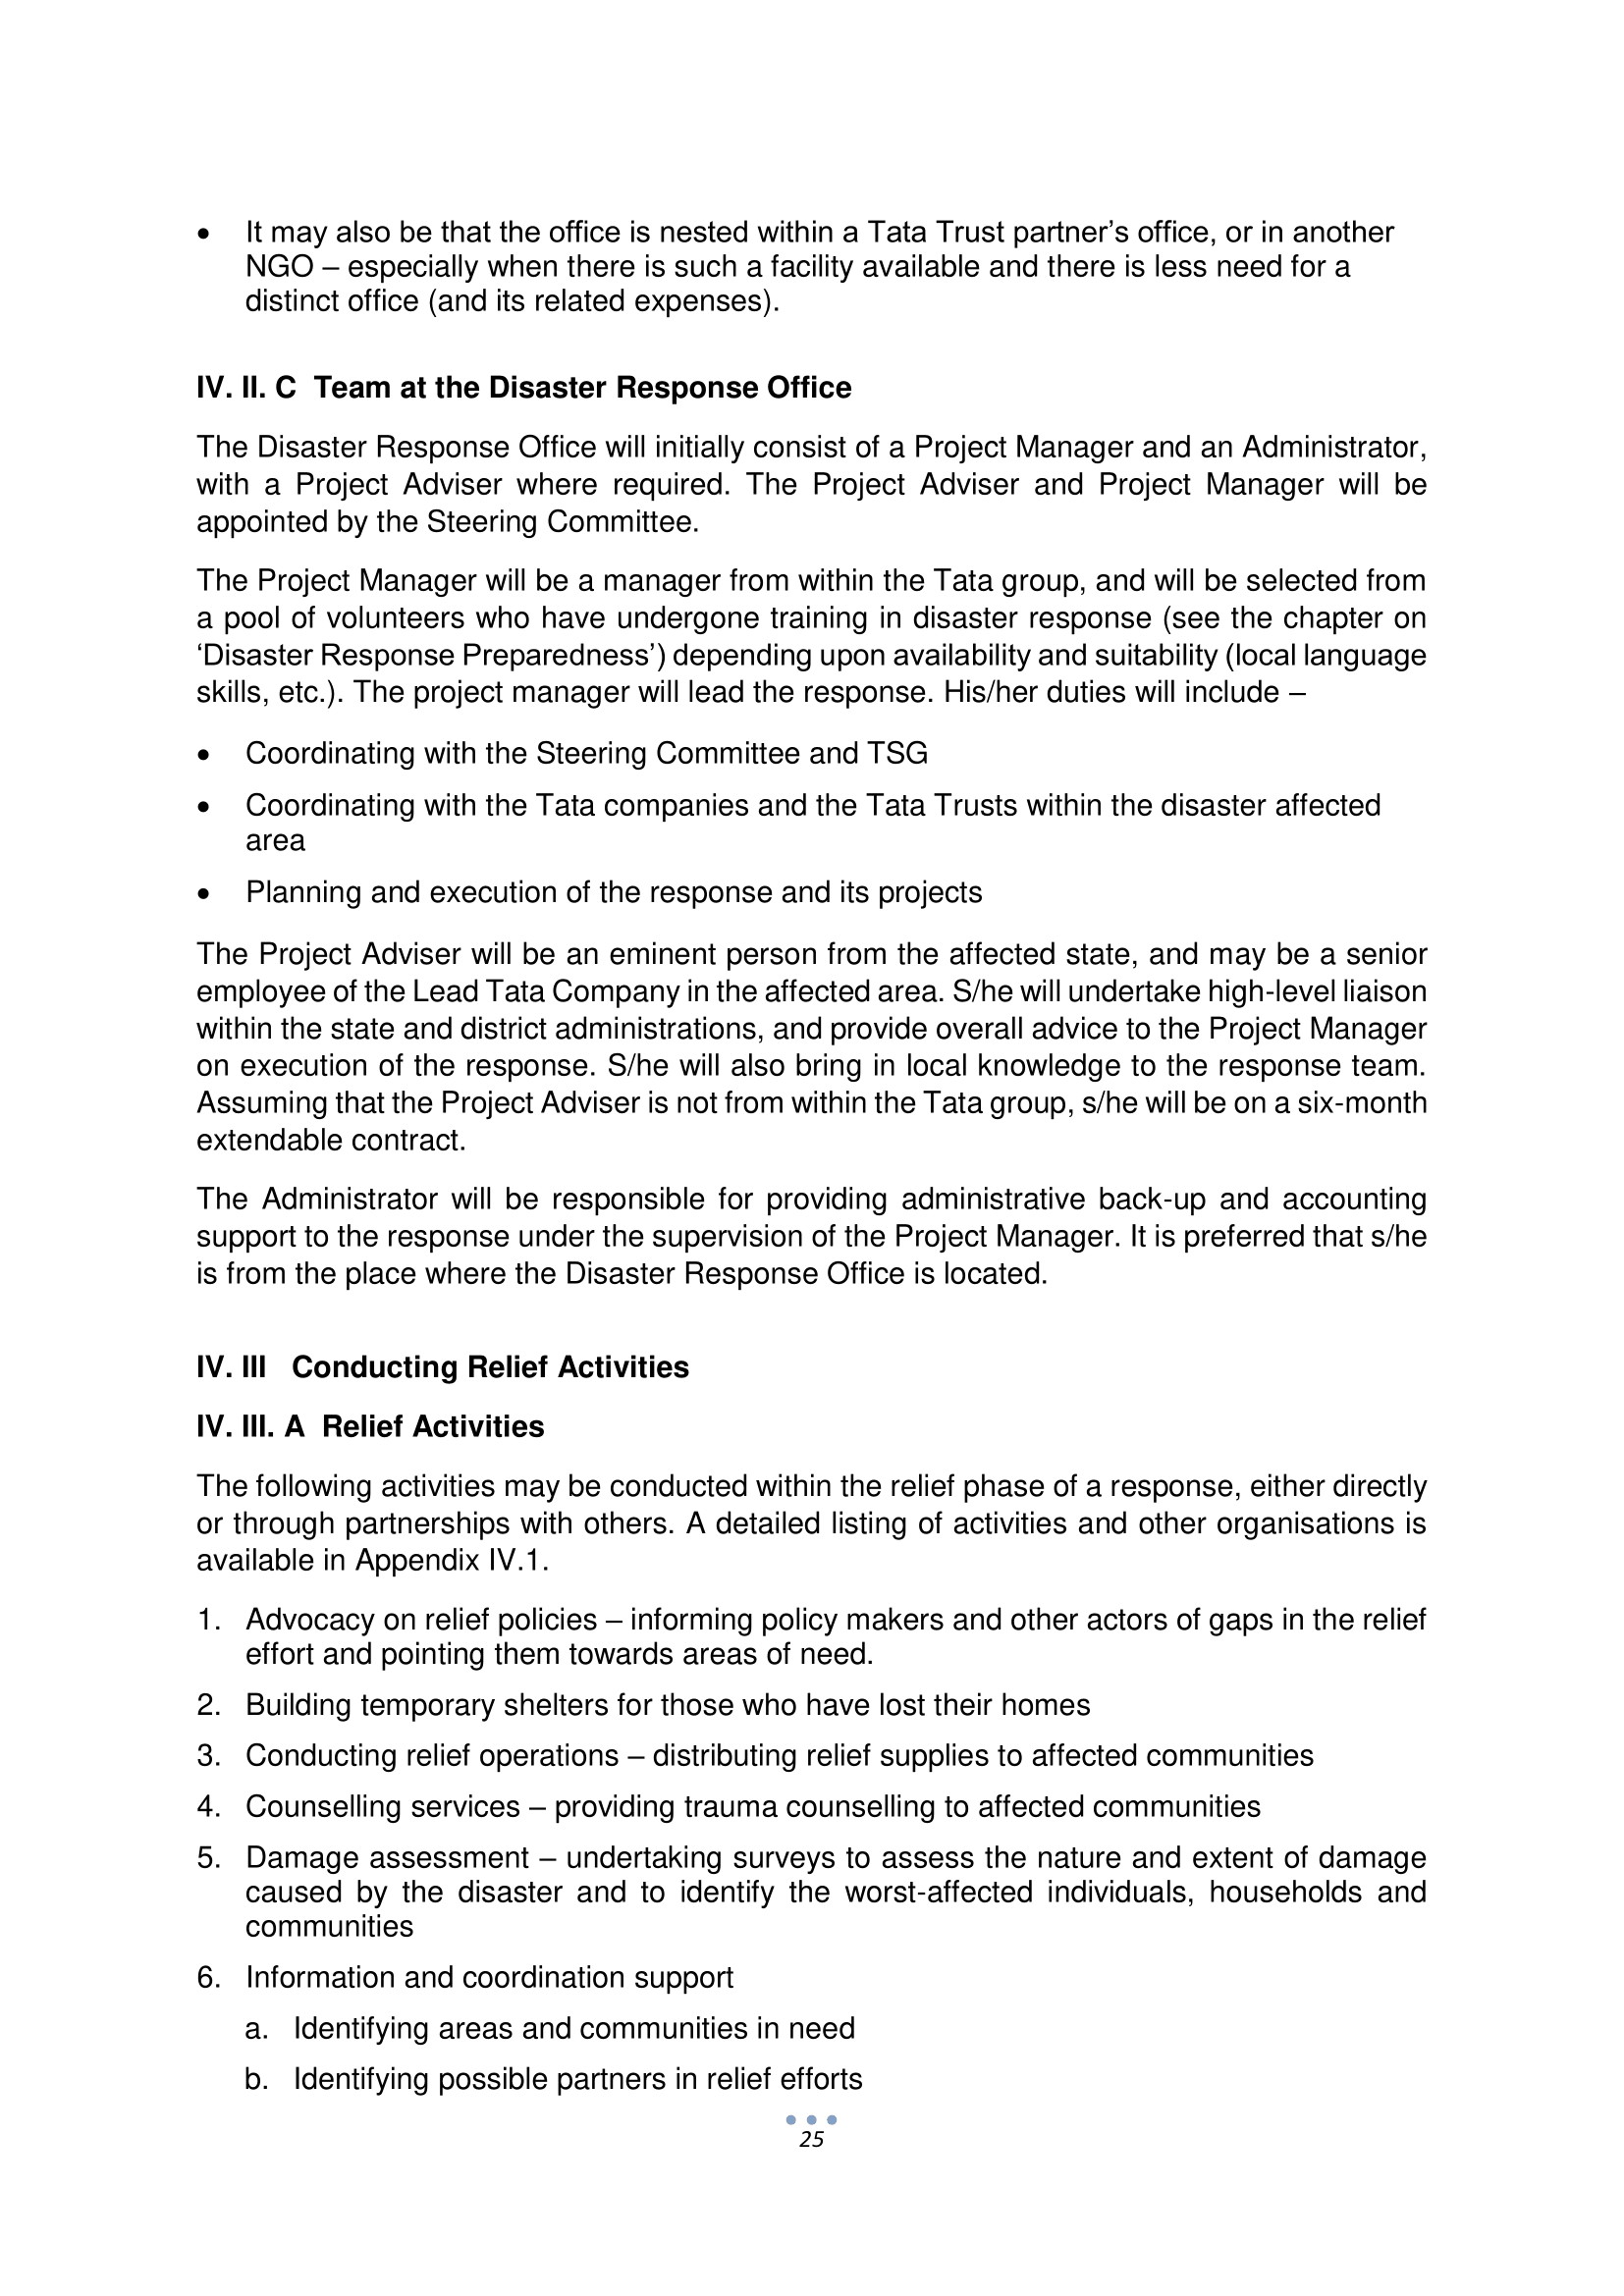 • It may also be that the office is nested within a Tata Trust partner’s office, or in another
NGO – especially when there is such a facility available and there is less need for a
distinct office (and its related expenses).
IV. II. C Team at the Disaster Response Office
The Disaster Response Office will initially consist of a Project Manager and an Administrator,
with a Project Adviser where required. The Project Adviser and Project Manager will be
appointed by the Steering Committee.
The Project Manager will be a manager from within the Tata group, and will be selected from
a pool of volunteers who have undergone training in disaster response (see the chapter on
‘Disaster Response Preparedness’) depending upon availability and suitability (local language
skills, etc.). The project manager will lead the response. His/her duties will include –
• Coordinating with the Steering Committee and TSG
• Coordinating with the Tata companies and the Tata Trusts within the disaster affected
area
• Planning and execution of the response and its projects
The Project Adviser will be an eminent person from the affected state, and may be a senior
employee of the Lead Tata Company in the affected area. S/he will undertake high-level liaison
within the state and district administrations, and provide overall advice to the Project Manager
on execution of the response. S/he will also bring in local knowledge to the response team.
Assuming that the Project Adviser is not from within the Tata group, s/he will be on a six-month
extendable contract.
The Administrator will be responsible for providing administrative back-up and accounting
support to the response under the supervision of the Project Manager. It is preferred that s/he
is from the place where the Disaster Response Office is located.
IV. III Conducting Relief Activities
IV. III. A Relief Activities
The following activities may be conducted within the relief phase of a response, either directly
or through partnerships with others. A detailed listing of activities and other organisations is
available in Appendix IV.1.
1. Advocacy on relief policies – informing policy makers and other actors of gaps in the relief
effort and pointing them towards areas of need.
2. Building temporary shelters for those who have lost their homes
3. Conducting relief operations – distributing relief supplies to affected communities
4. Counselling services – providing trauma counselling to affected communities
5. Damage assessment – undertaking surveys to assess the nature and extent of damage
caused by the disaster and to identify the worst-affected individuals, households and
communities
6. Information and coordination support
a. Identifying areas and communities in need
b. Identifying possible partners in relief efforts
25